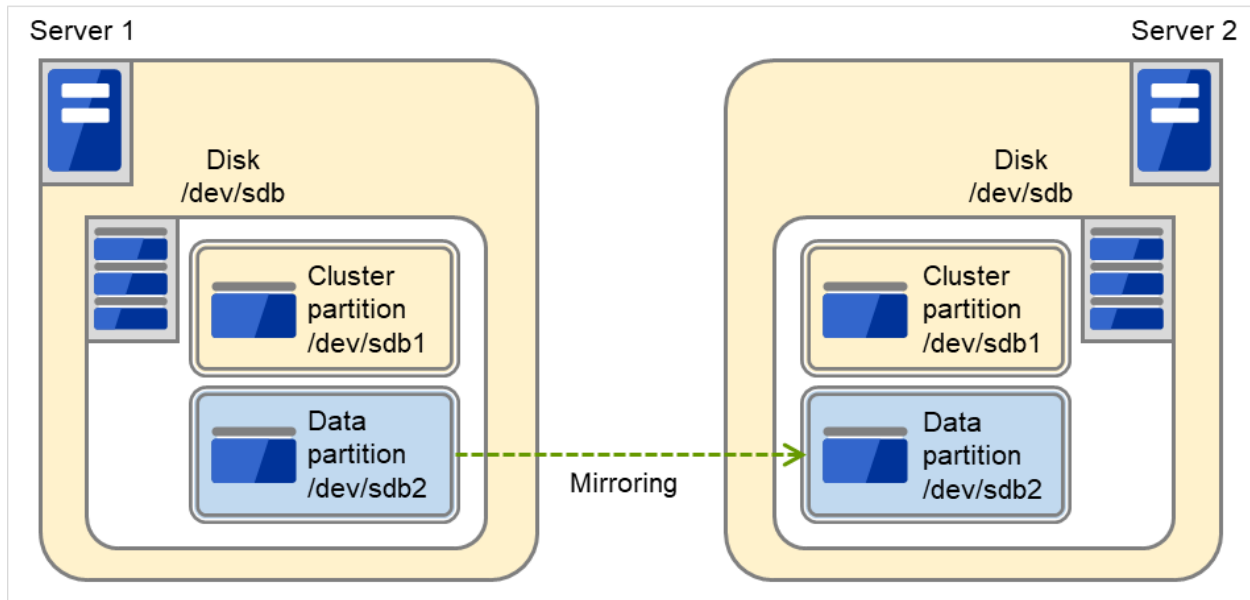 Server 1
Server 2
Disk
/dev/sdb
Disk
/dev/sdb
Cluster
partition
/dev/sdb1
Cluster
partition
/dev/sdb1
Data
partition
/dev/sdb2
Mirroring
Data
partition
/dev/sdb2